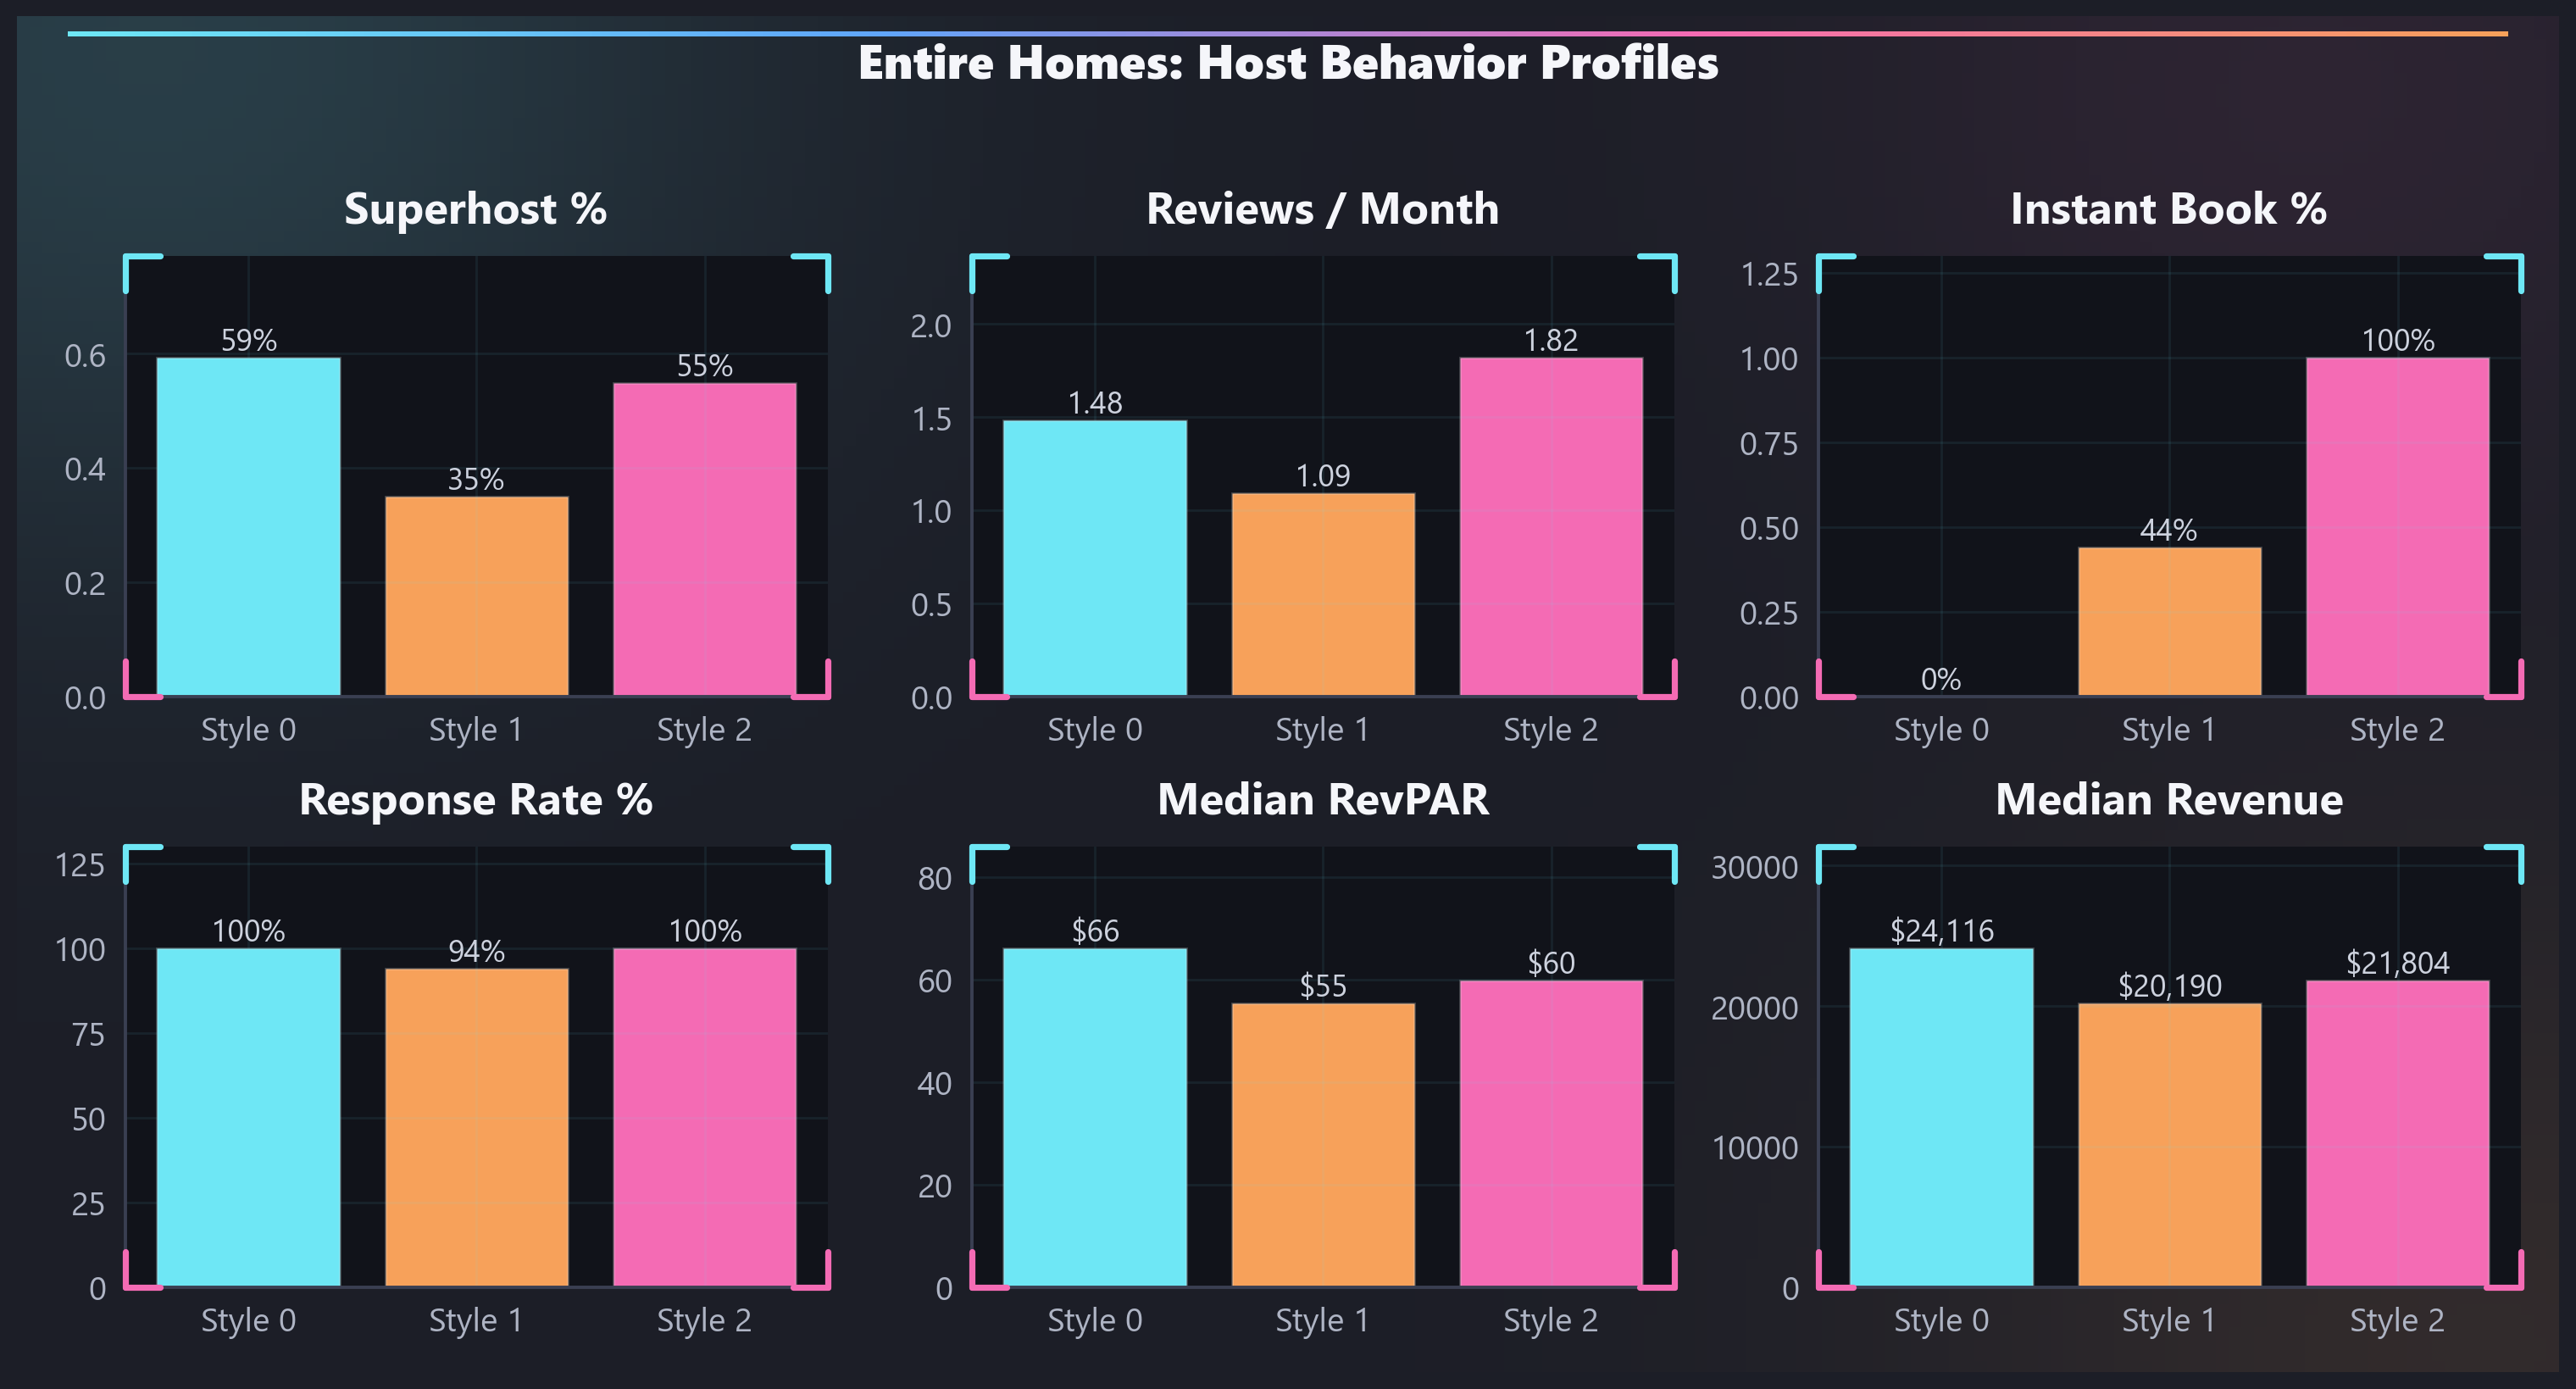 Entire Homes: Host Behavior Profiles
Superhost %
0.6
0.4
0.2
0.0
59%
35%
55%
Style 0
Style 1
Style 2
Reviews / Month
2.0
1.5
1.0
0.5
0.0
1.48
1.09
1.82
Style 0
Style 1
Style 2
Instant Book %
1.25
1.00
0.75
0.50
0.25
0.00
0%
44%
100%
Style 0
Style 1
Style 2
Response Rate %
125
100
75
50
25
0
100%
94%
100%
Style 0
Style 1
Style 2
Median RevPAR
80
60
40
20
0
$66
$55
$60
Style 0
Style 1
Style 2
Median Revenue
30000
20000
10000
0
$24,116
$20,190
$21,804
Style 0
Style 1
Style 2